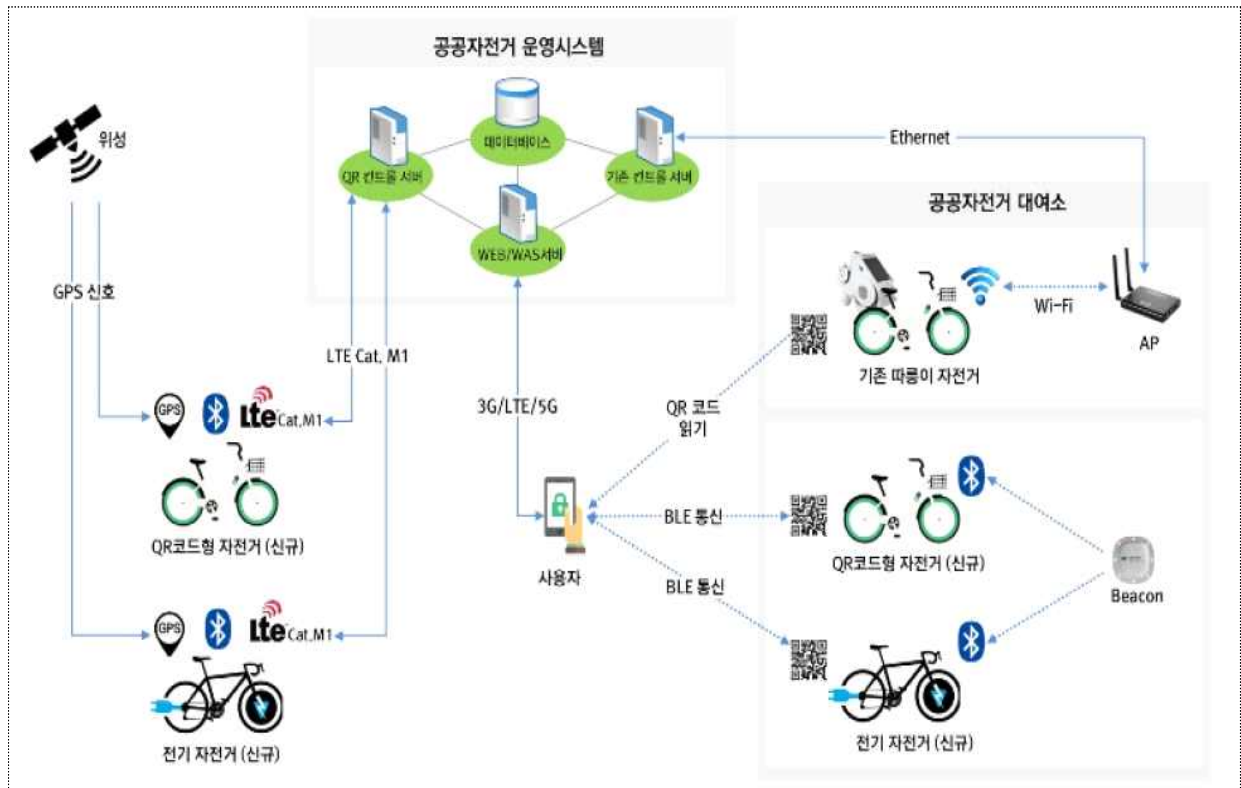 공공자전거 운영시스템
위성
데이터베이스
QR 컨트롤 서버
기존 컨트롤 서버
WEB/WAS서버
Ethernet
공공자전거 대여소
GPS 신호
LTE Cat. M1
3G/LTE/5G
Wi-Fi
AP
기존 따릉이 자전거
QR 코드
읽기
GPS
Lte Cat.M1
QR코드형 자전거 (신규)
BLE 통신
사용자
QR코드형 자전거 (신규)
Beacon
BLE 통신
GPS
Lte Cat.M1
전기 자전거 (신규)
전기 자전거 (신규)